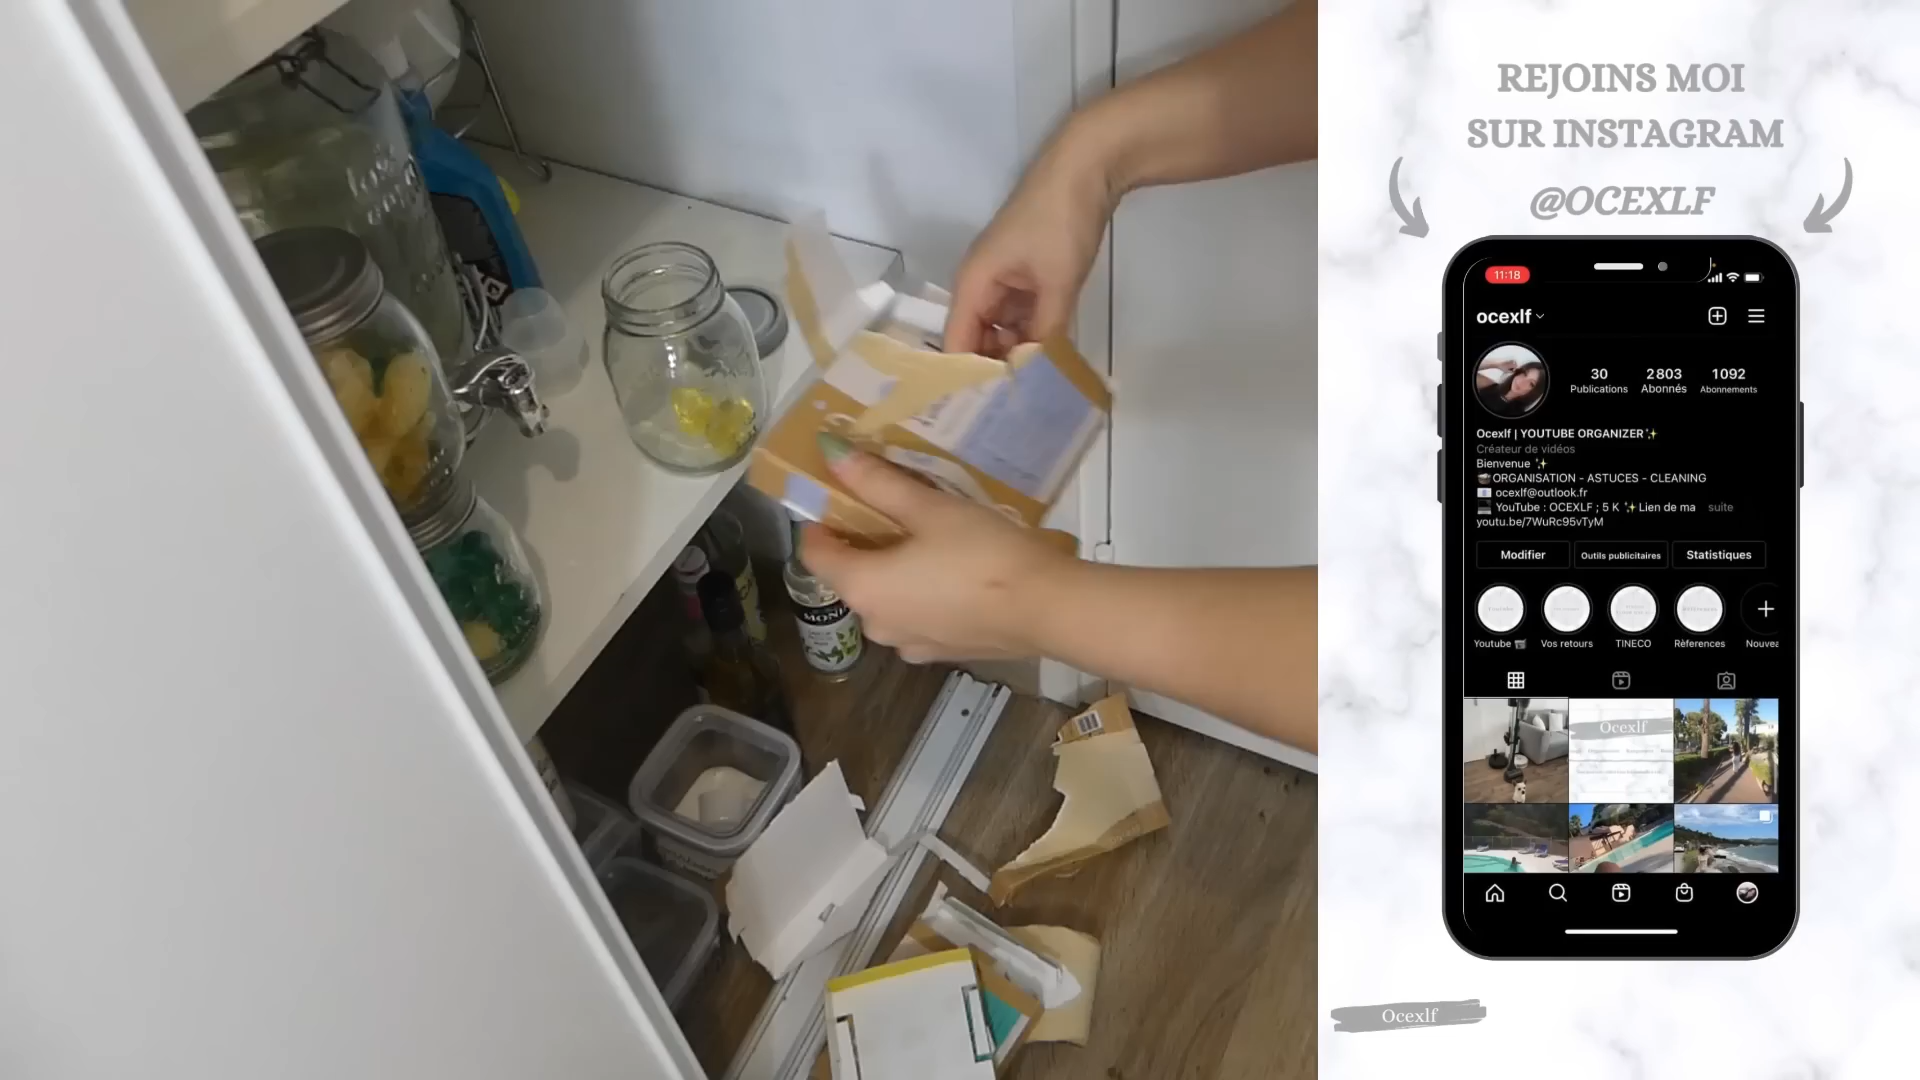 REJOINS MOI
SUR INSTAGRAM
@OCEXLF
11:18
ocexlf
30
2803
1092
Publications
Abonnés
Abonnements
Ocexlf | YOUTUBE ORGANIZER
Créateur de vidéos
Bienvenue
ORGANISATION - ASTUCES - CLEANING
ocexlf@outlook.fr
YouTube : OCEXLF ; 5 K Lien de ma suite
youtu.be/7WuRc95vTyM
Modifier
Outils publicitaires
Statistiques
Youtube
Vos retours
TINECO
Rèferences
Nouvea
Ocexlf
Ocexlf